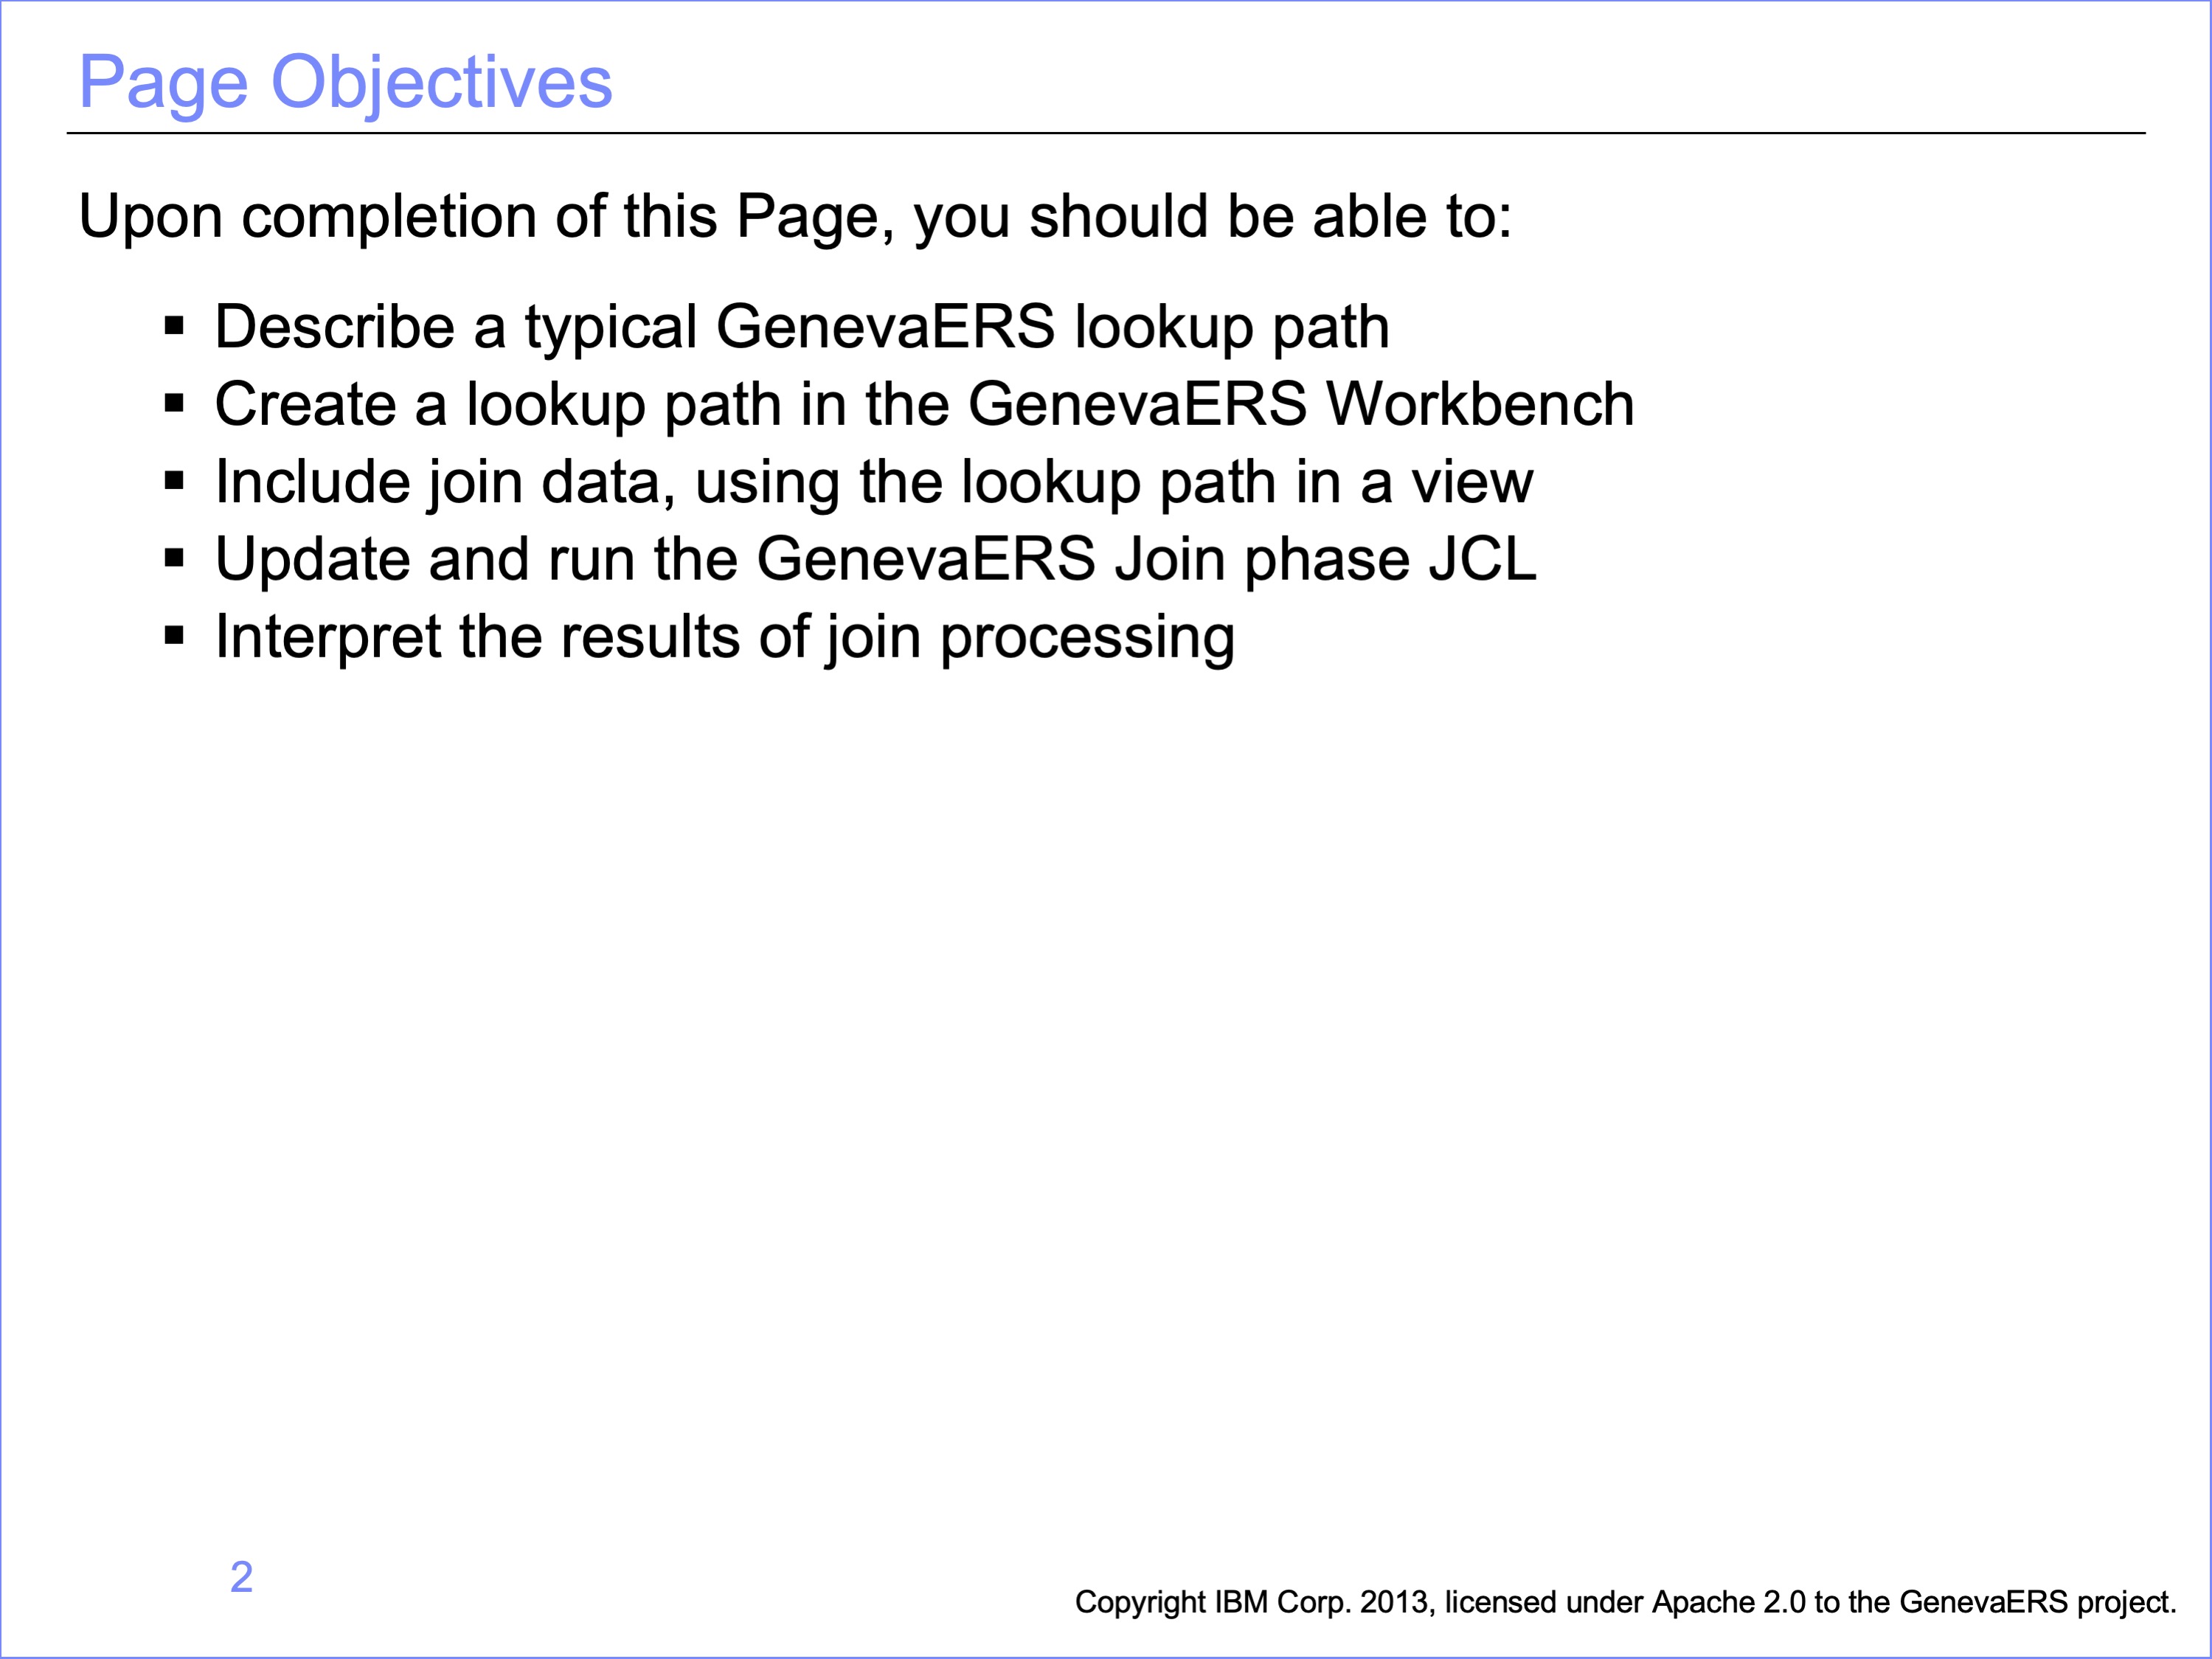 Page Objectives
Upon completion of this Page, you should be able to:
▪ Describe a typical GenevaERS lookup path
▪ Create a lookup path in the GenevaERS Workbench
▪ Include join data, using the lookup path in a view
▪ Update and run the GenevaERS Join phase JCL
▪ Interpret the results of join processing
2
Copyright IBM Corp. 2013, licensed under Apache 2.0 to the GenevaERS project.